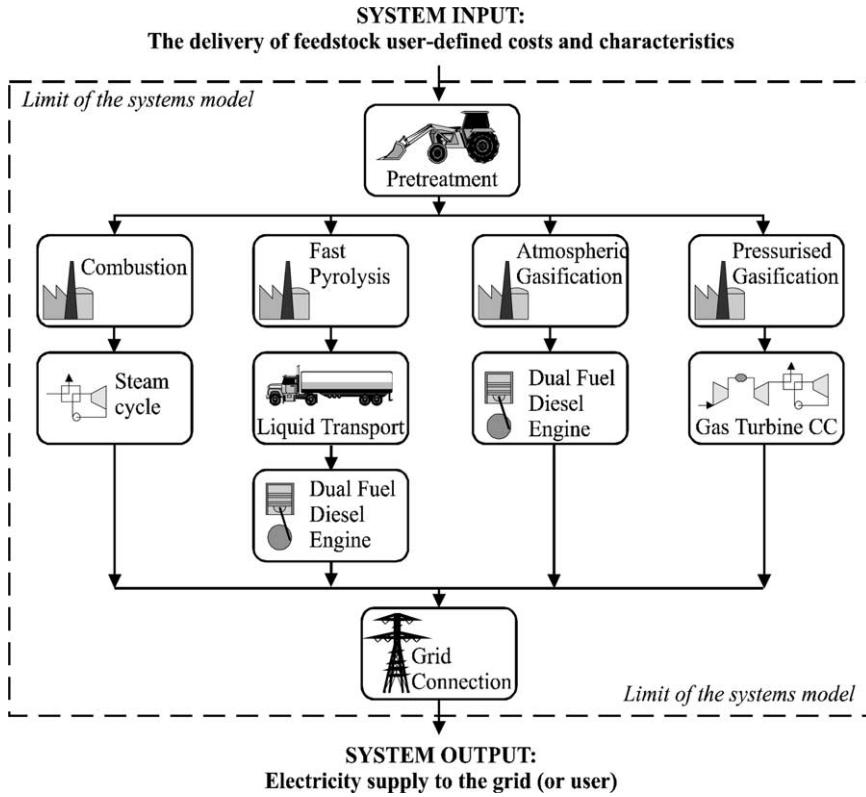 SYSTEM INPUT:
The delivery of feedstock user-defined costs and characteristics
Limit of the systems model
Pretreatment
Combustion
Fast
Pyrolysis
Atmospheric
Gasification
Pressurised
Gasification
Steam
cycle
Liquid Transport
Dual Fuel
Diesel
Engine
Gas Turbine CC
Dual Fuel
Diesel
Engine
Grid
Connection
Limit of the systems model
SYSTEM OUTPUT:
Electricity supply to the grid (or user)